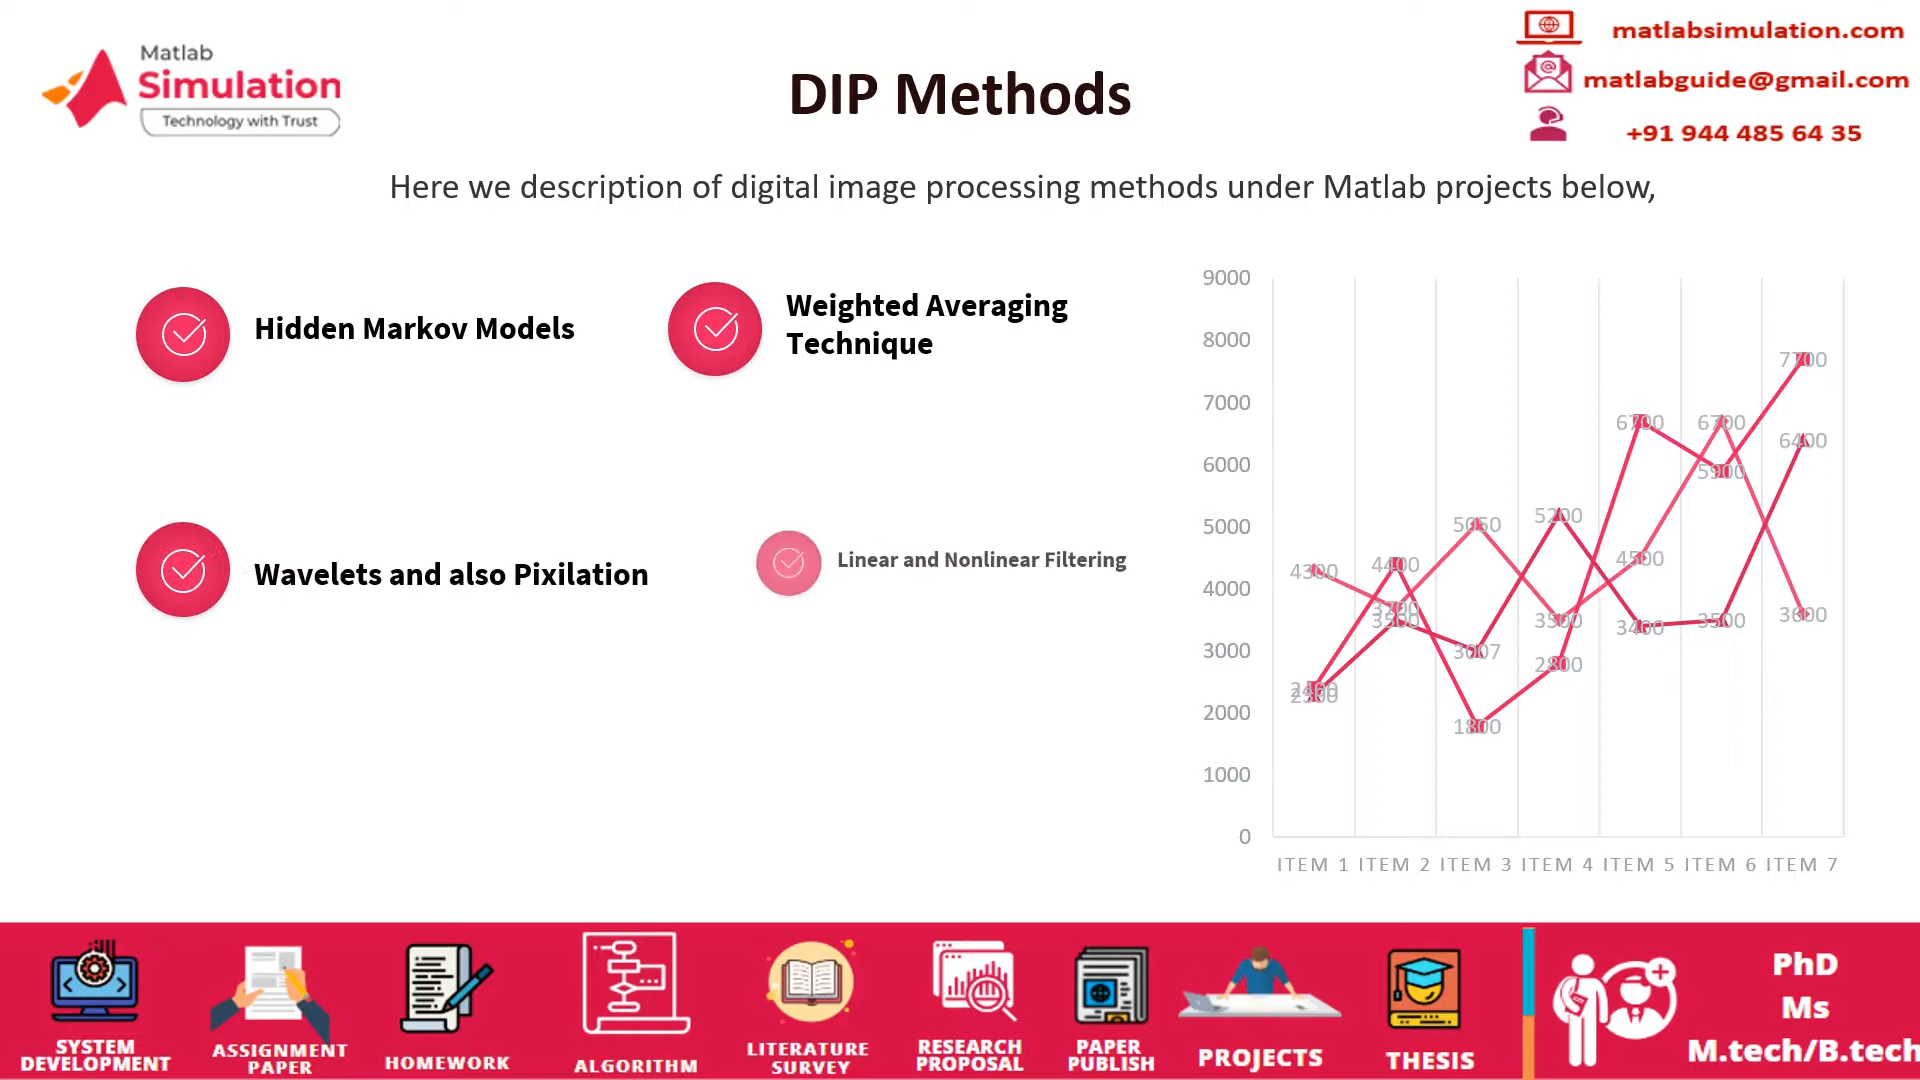 Matlab
Simulation
Technology with Trust
DIP Methods
matlabsimulation.com
matlabguide@gmail.com
+91 944 485 64 35
Here we description of digital image processing methods under Matlab projects below,
Hidden Markov Models
Weighted Averaging
Technique
Wavelets and also Pixilation
Linear and Nonlinear Filtering
9000
8000
7000
6000
5000
4000
3000
2000
1000
0
7700
6700
6700
6400
5900
5050
5200
4300
4400
4500
3700
3500
3500
3400
3500
3600
3007
2800
2300
1800
ITEM 1 ITEM 2 ITEM 3 ITEM 4 ITEM 5 ITEM 6 ITEM 7
SYSTEM
DEVELOPMENT
ASSIGNMENT
PAPER
HOMEWORK
ALGORITHM
LITERATURE
SURVEY
RESEARCH
PROPOSAL
PAPER
PUBLISH
PROJECTS
THESIS
PhD
Ms
M.tech/B.tech